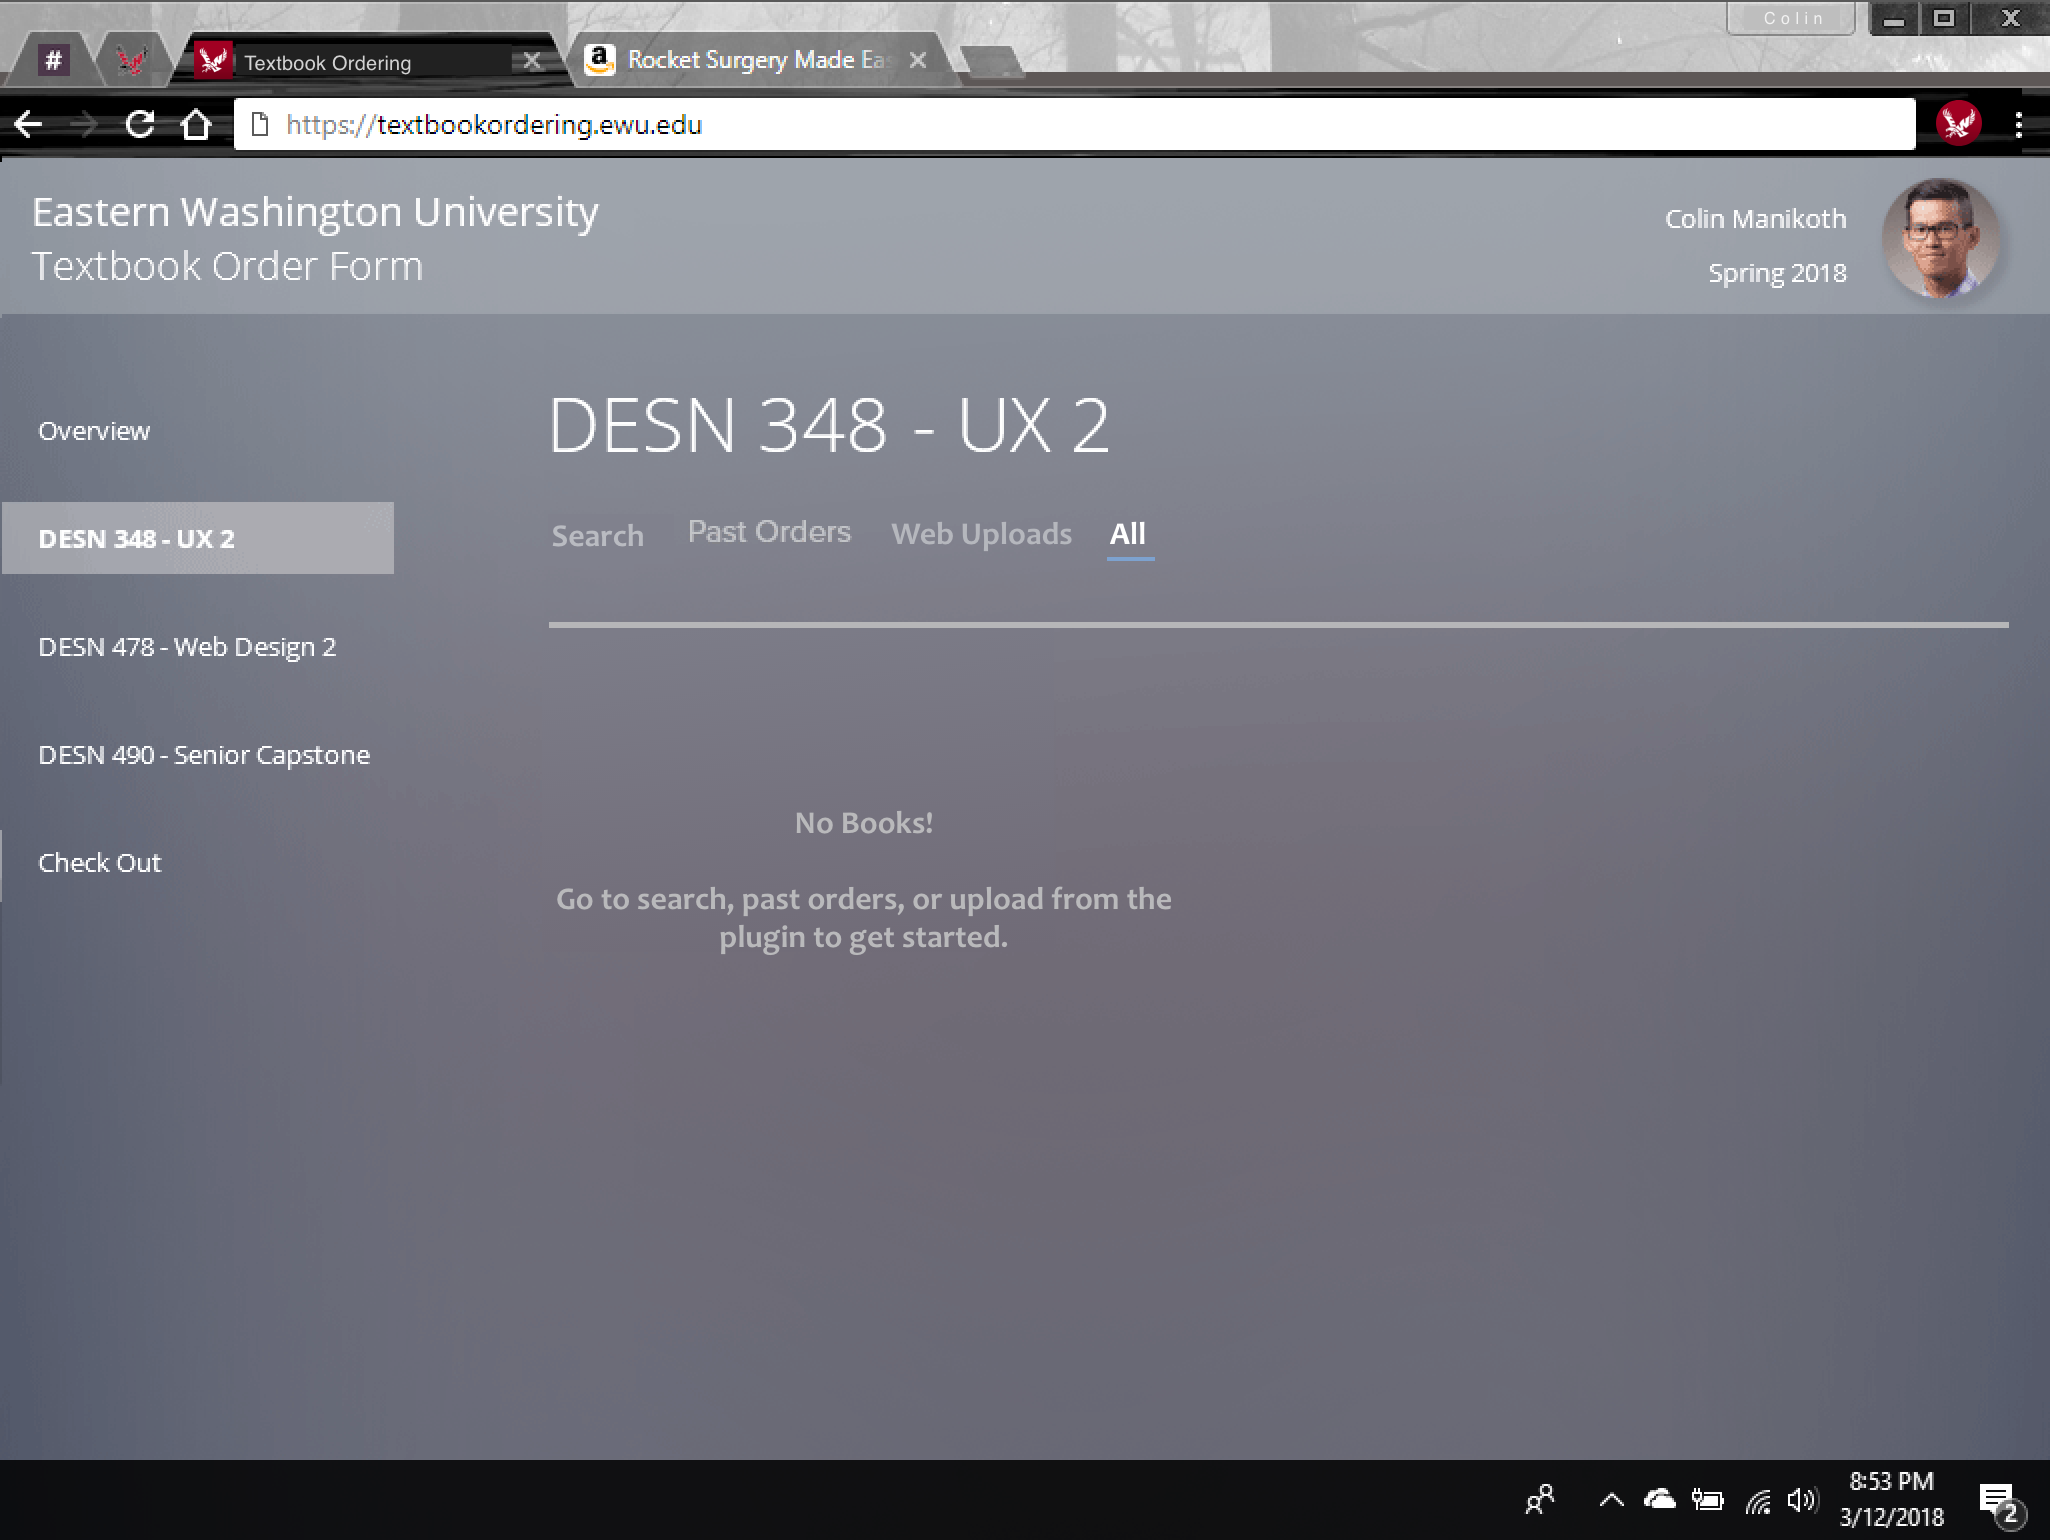 Colin
#
Textbook Ordering
Rocket Surgery Made Eas
https://textbookordering.ewu.edu
Eastern Washington University
Textbook Order Form
Colin Manikoth
Spring 2018
Overview
DESN 348 - UX 2
DESN 478 - Web Design 2
DESN 490 - Senior Capstone
Check Out
DESN 348 - UX 2
Search Past Orders Web Uploads All
No Books!
Go to search, past orders, or upload from the
plugin to get started.
8:53 PM
3/12/2018
2